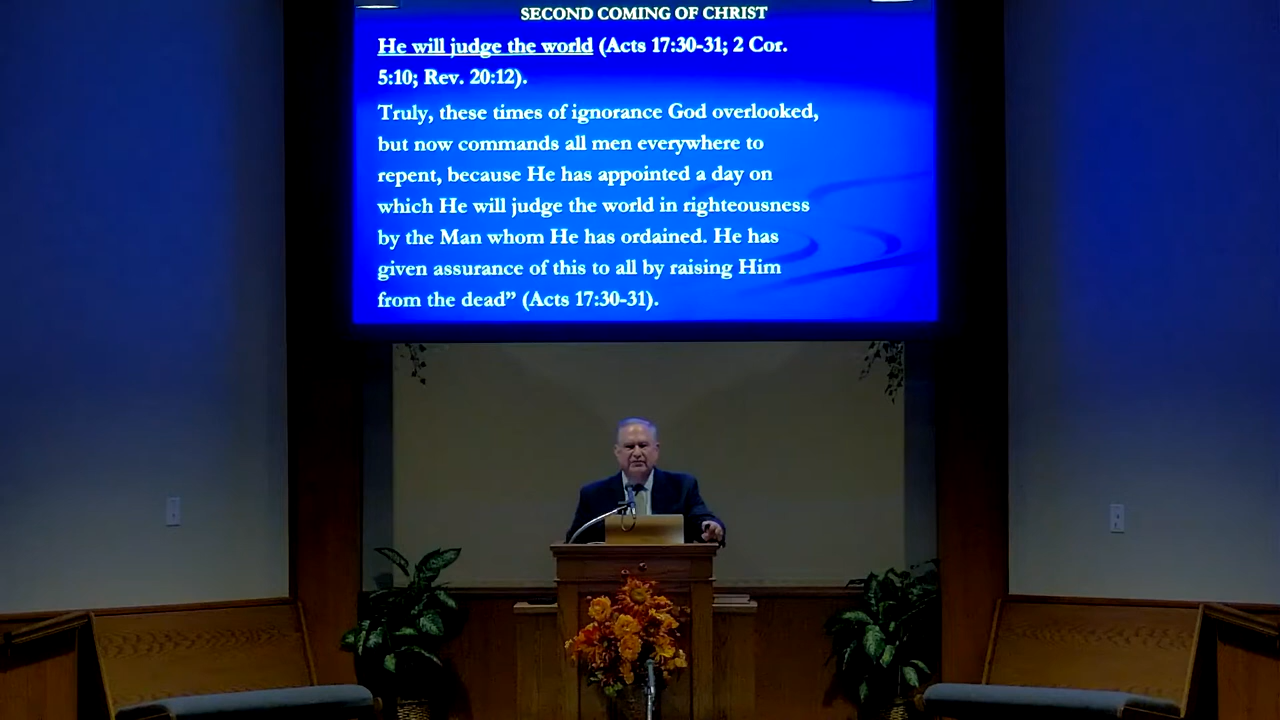 SECOND COMING OF CHRIST
He will judge the world (Acts 17:30-31; 2 Cor.
5:10; Rev. 20:12).
Truly, these times of ignorance God overlooked,
but now commands all men everywhere to
repent, because He has appointed a day on
which He will judge the world in righteousness
by the Man whom He has ordained. He has
given assurance of this to all by raising Him
from the dead” (Acts 17:30-31).